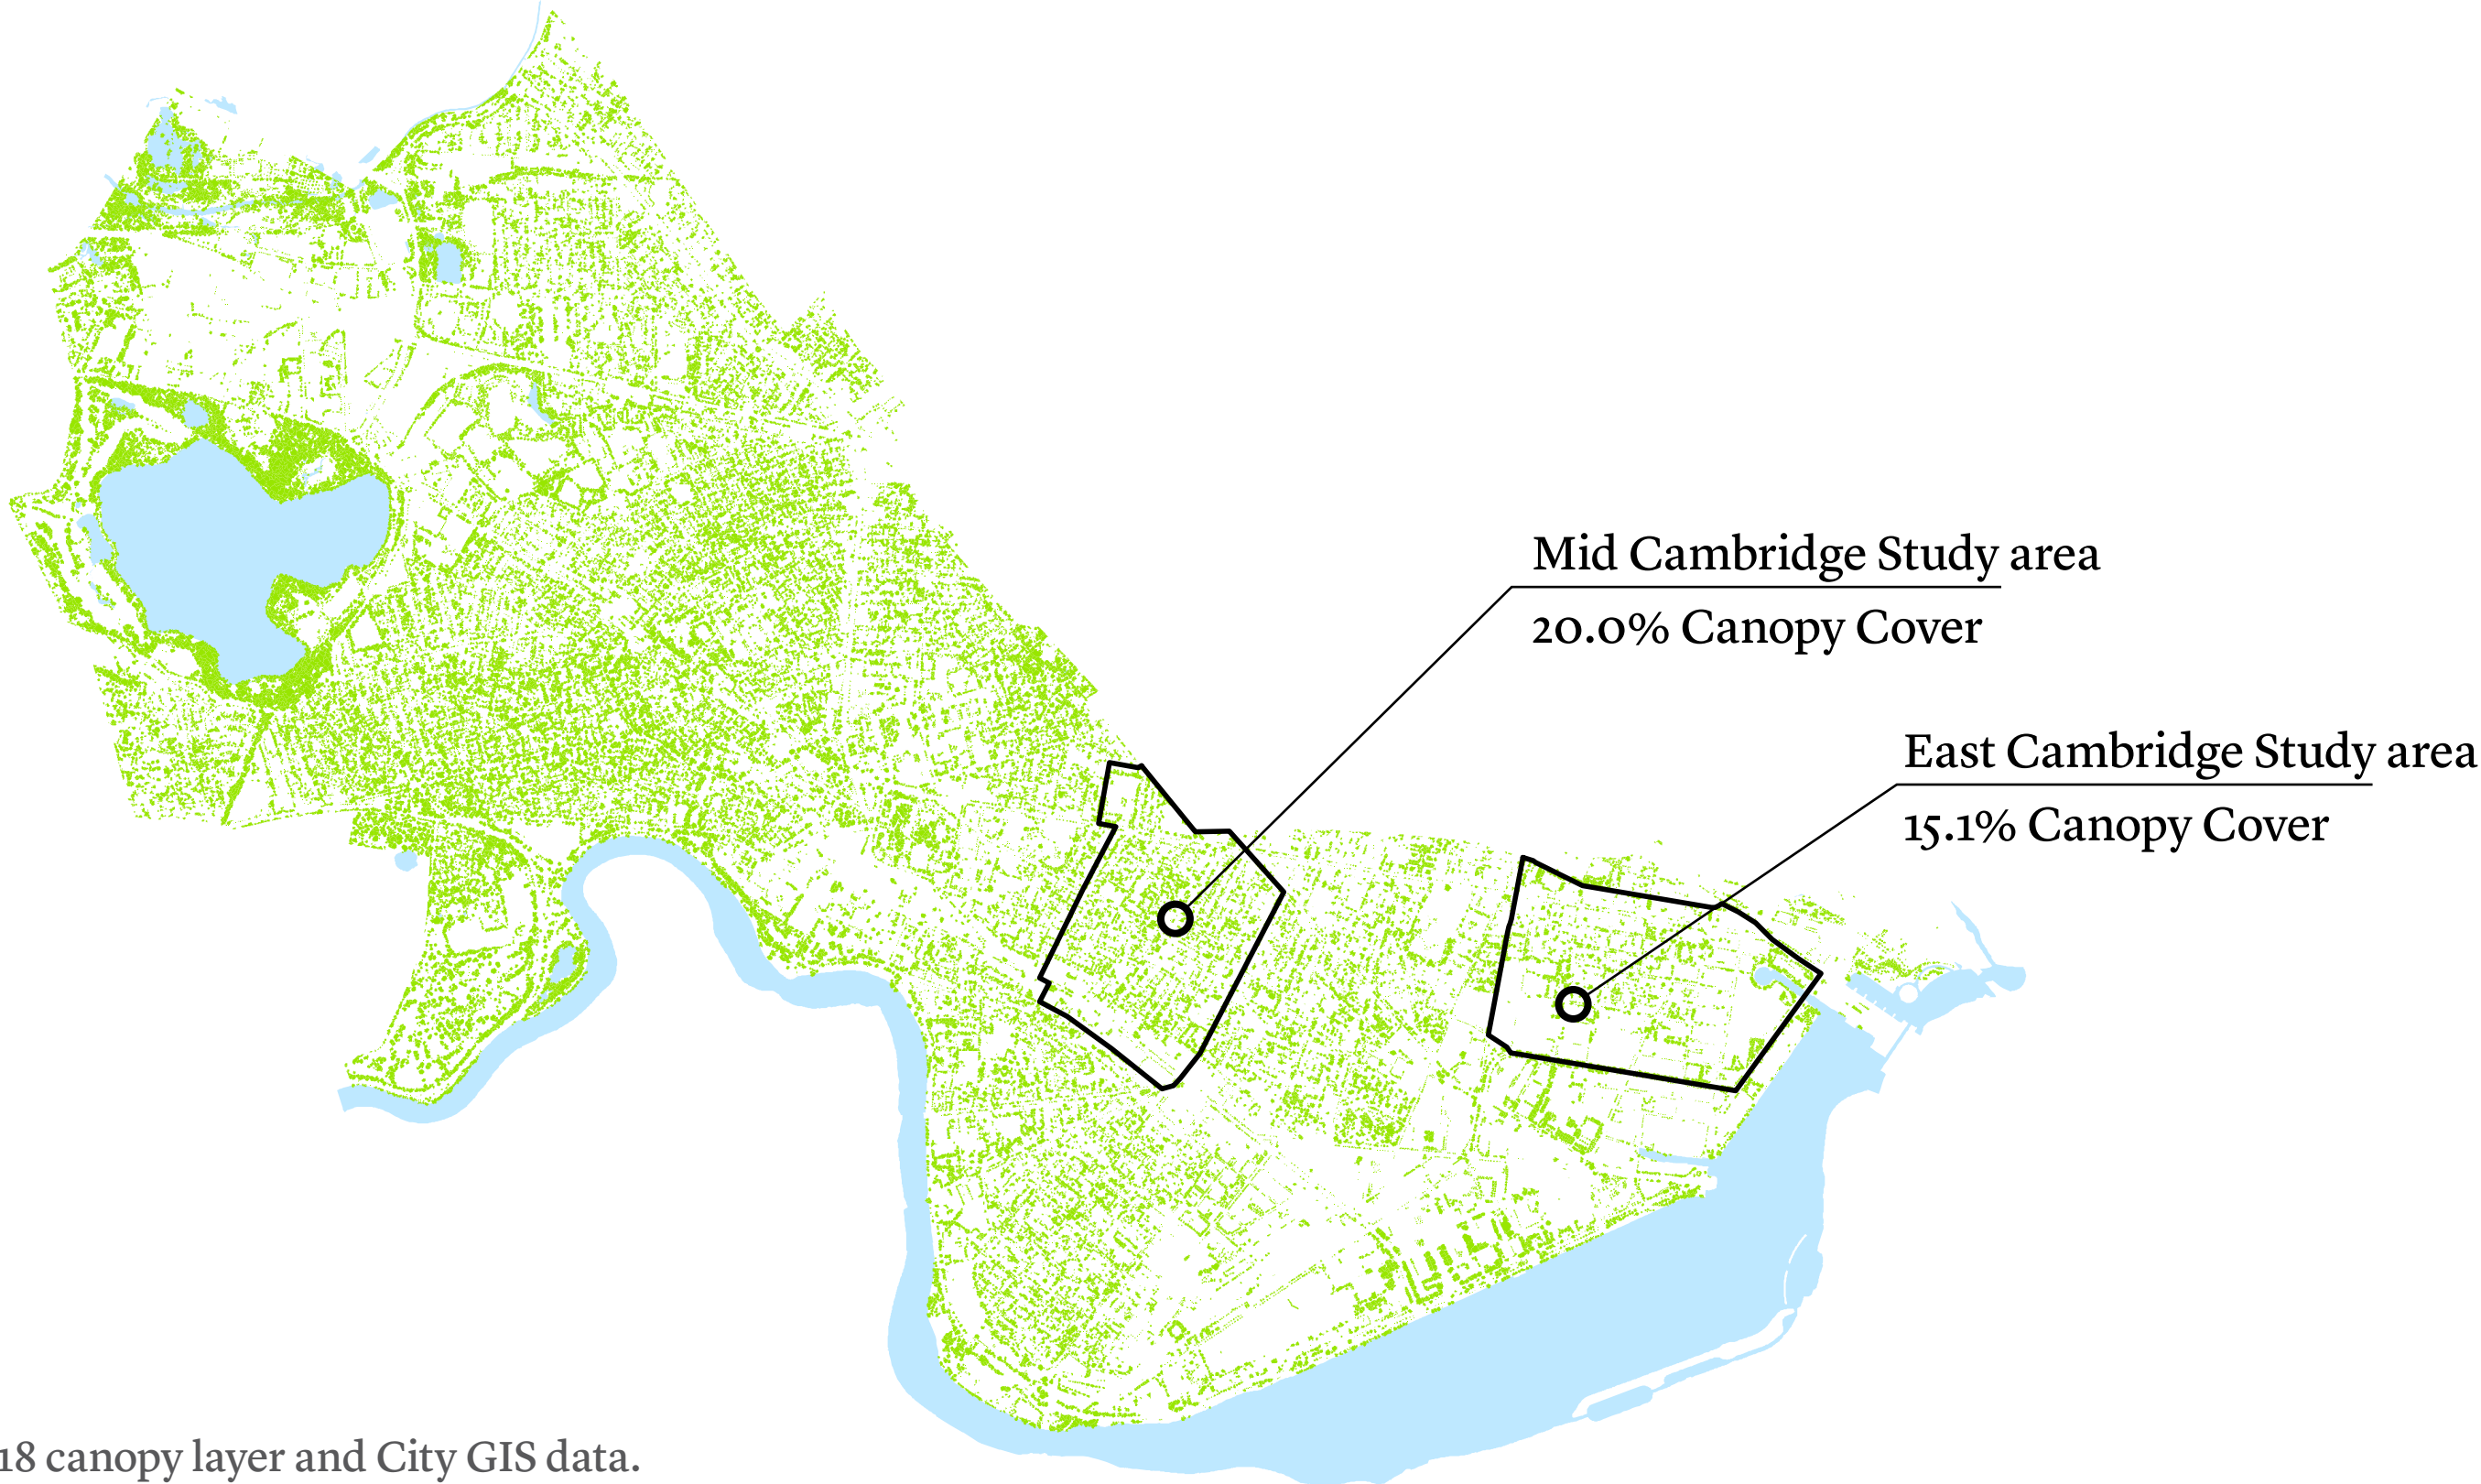 Mid Cambridge Study area
20.0% Canopy Cover
East Cambridge Study area
15.1% Canopy Cover
18 canopy layer and City GIS data.